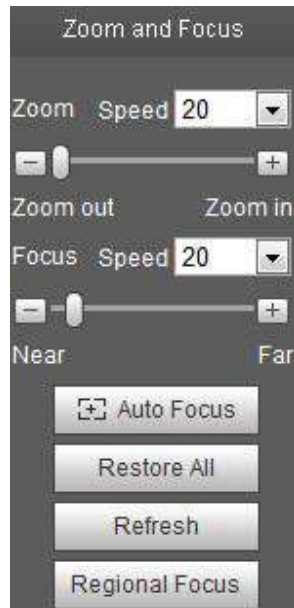 Zoom and Focus
Zoom Speed 20
Zoom out Zoom in
Focus Speed 20
Near Far
Auto Focus
Restore All
Refresh
Regional Focus